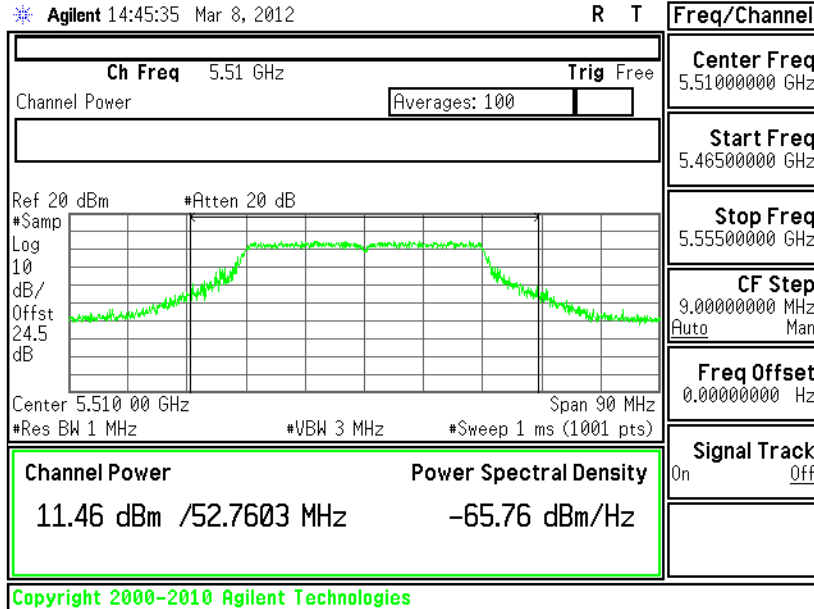 Agilent 14:45:35 Mar 8, 2012 R T
Ch Freq 5.51 GHz Trig Free
Channel Power Averages: 100
Ref 20 dBm #Atten 20 dB
#Samp
Log
10
dB/
Offst
24.5
dB
Center 5.510 00 GHz Span 90 MHz
#Res BW 1 MHz #VBW 3 MHz #Sweep 1 ms (1001 pts)
Channel Power Power Spectral Density
11.46 dBm /52.7603 MHz -65.76 dBm/Hz
Copyright 2000-2010 Agilent Technologies
Freq/Channel
Center Freq
5.51000000 GHz
Start Freq
5.46500000 GHz
Stop Freq
5.55500000 GHz
CF Step
9.00000000 MHz
Auto Man
Freq Offset
0.00000000 Hz
Signal Track
On Off